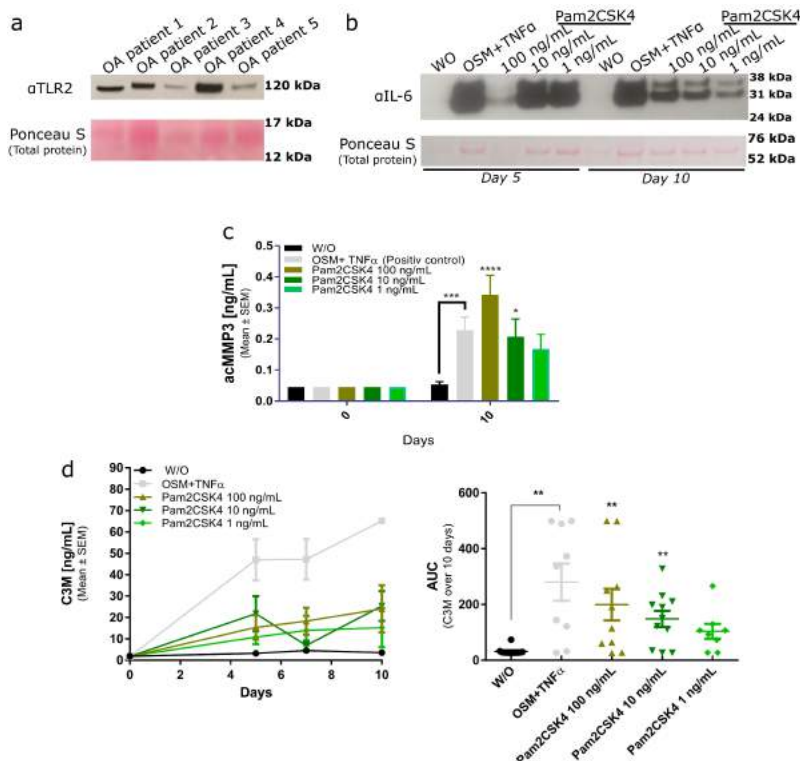 a
OA patient 1
OA patient 2
OA patient 3
OA patient 4
OA patient 5
αTLR2
120 kDa
Ponceau S
(Total protein)
17 kDa
12 kDa
b
Pam2CSK4
Pam2CSK4
WO
OSM+TNFα
100 ng/mL
10 ng/mL
1 ng/mL
WO
OSM+TNFα
100 ng/mL
10 ng/mL
1 ng/mL
αIL-6
38 kDa
31 kDa
24 kDa
Ponceau S
(Total protein)
76 kDa
52 kDa
Day 5
Day 10
c
W/O
OSM+ TNFα (Positiv control)
Pam2CSK4 100 ng/mL
Pam2CSK4 10 ng/mL
Pam2CSK4 1 ng/mL
acMMP3 [ng/mL]
(Mean ± SEM)
0.5
0.4
0.3
0.2
0.1
0.0
***
****
*
0
10
Days
d
W/O
OSM+TNFα
Pam2CSK4 100 ng/mL
Pam2CSK4 10 ng/mL
Pam2CSK4 1 ng/mL
C3M [ng/mL]
(Mean ± SEM)
90
80
70
60
50
40
30
20
10
0
0 2 4 6 8 10
Days
AUC
(C3M over 10 days)
600
400
200
0
**
**
**
W/O
OSM+TNFα
Pam2CSK4 100 ng/mL
Pam2CSK4 10 ng/mL
Pam2CSK4 1 ng/mL